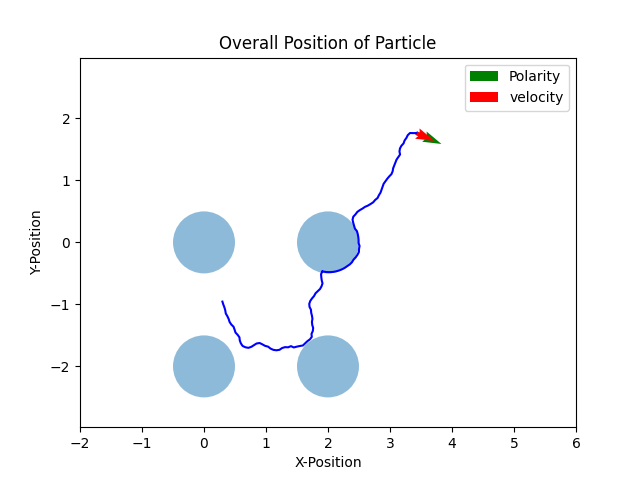 Overall Position of Particle
Polarity
velocity
2
1
0
−1
−2
Y-Position
−2 −1 0 1 2 3 4 5 6
X-Position